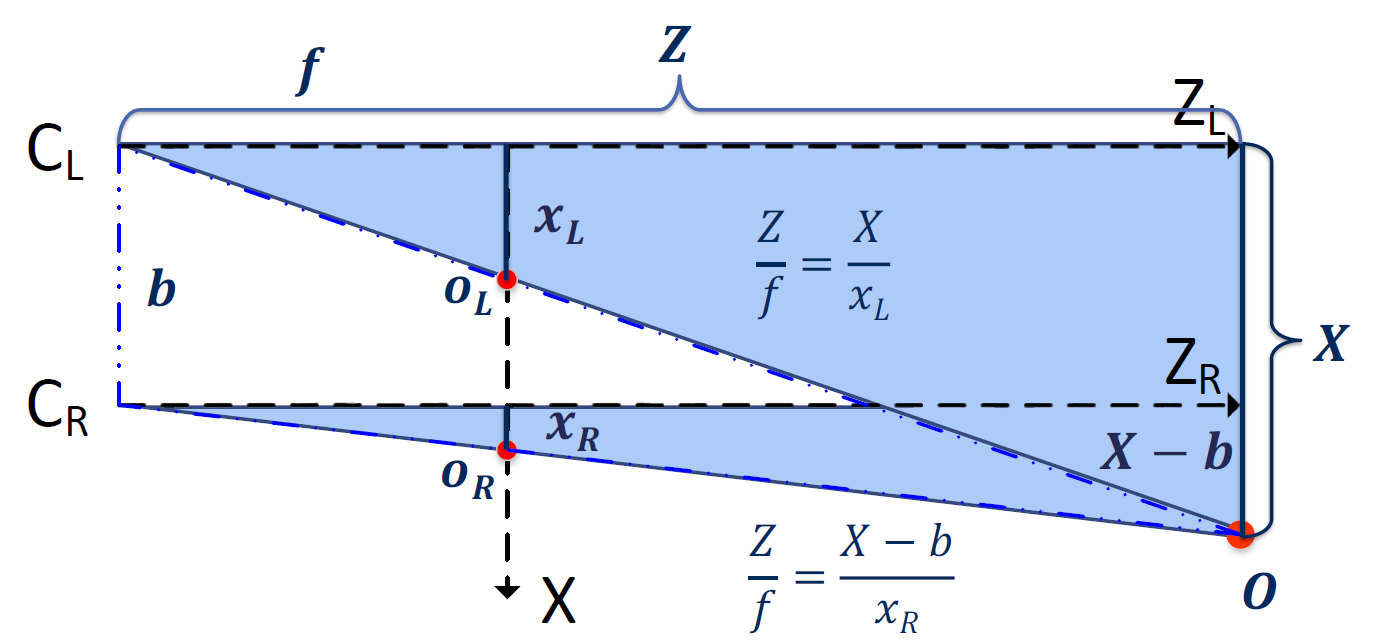 f
Z
Z_L
C_L
x_L
Z/f = X/x_L
o_L
b
X
Z_R
C_R
x_R
X − b
o_R
Z/f = (X − b)/x_R
X
O